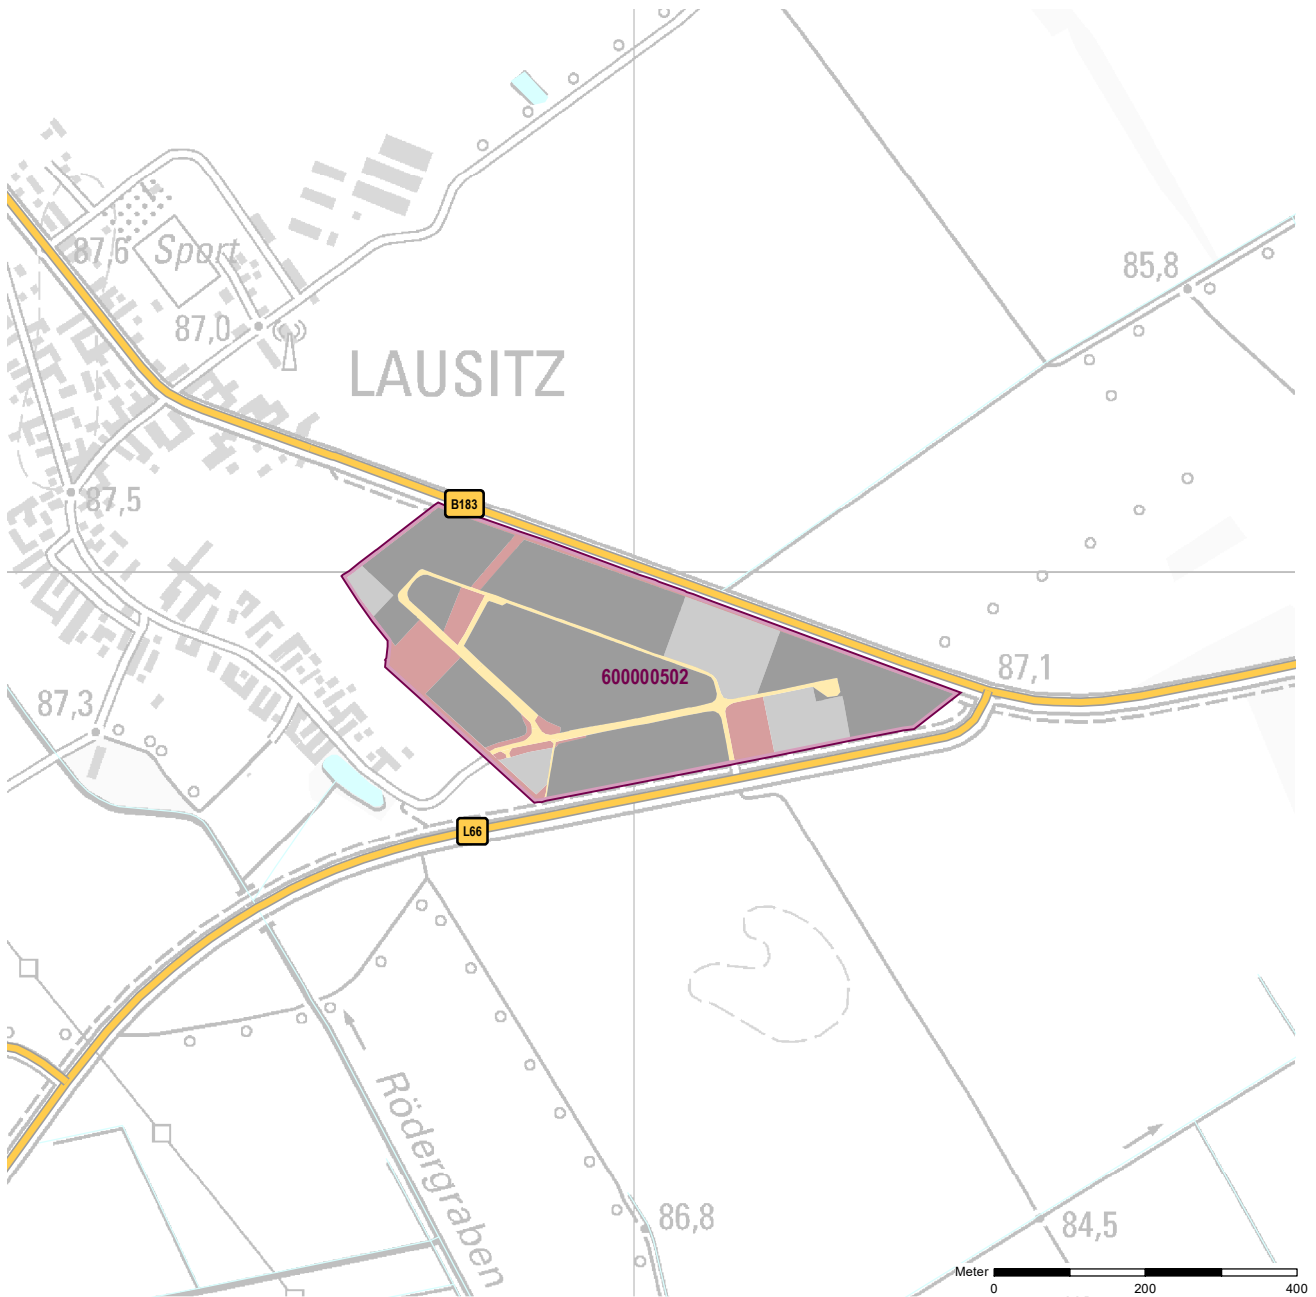 87,6
Sport
85,8
87,0
LAUSITZ
87,5
B183
87,1
600000502
87,3
L66
Rödergraben
86,8
84,5
Meter
0
200
400